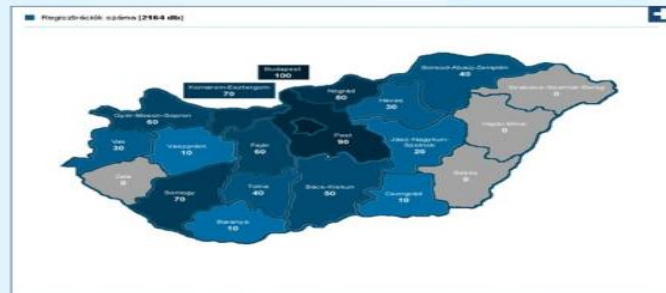 Regisztrációk száma [2164 db]
Budapest
100
Komárom-Esztergom
70
Nógrád
80
Borsod-Abaúj-Zemplén
40
Szabolcs-Szatmár-Bereg
0
Heves
30
Győr-Moson-Sopron
60
Hajdú-Bihar
0
Vas
30
Veszprém
10
Fejér
60
Pest
90
Jász-Nagykun-
Szolnok
20
Zala
0
Békés
0
Somogy
70
Tolna
40
Bács-Kiskun
50
Csongrád
10
Baranya
10